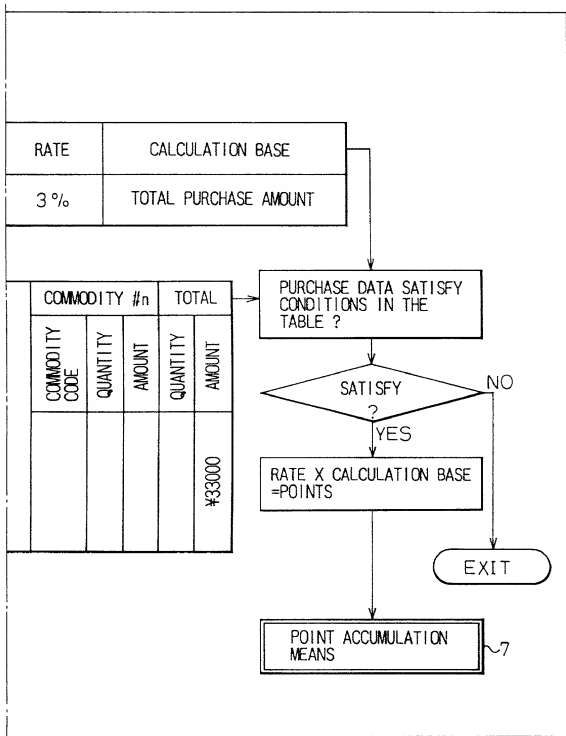 RATE
CALCULATION BASE
3%
TOTAL PURCHASE AMOUNT
COMMODITY #n
TOTAL
COMMODITY
CODE
QUANTITY
AMOUNT
QUANTITY
AMOUNT
¥33000
PURCHASE DATA SATISFY
CONDITIONS IN THE
TABLE ?
SATISFY
?
NO
YES
RATE X CALCULATION BASE
=POINTS
EXIT
POINT ACCUMULATION
MEANS
7